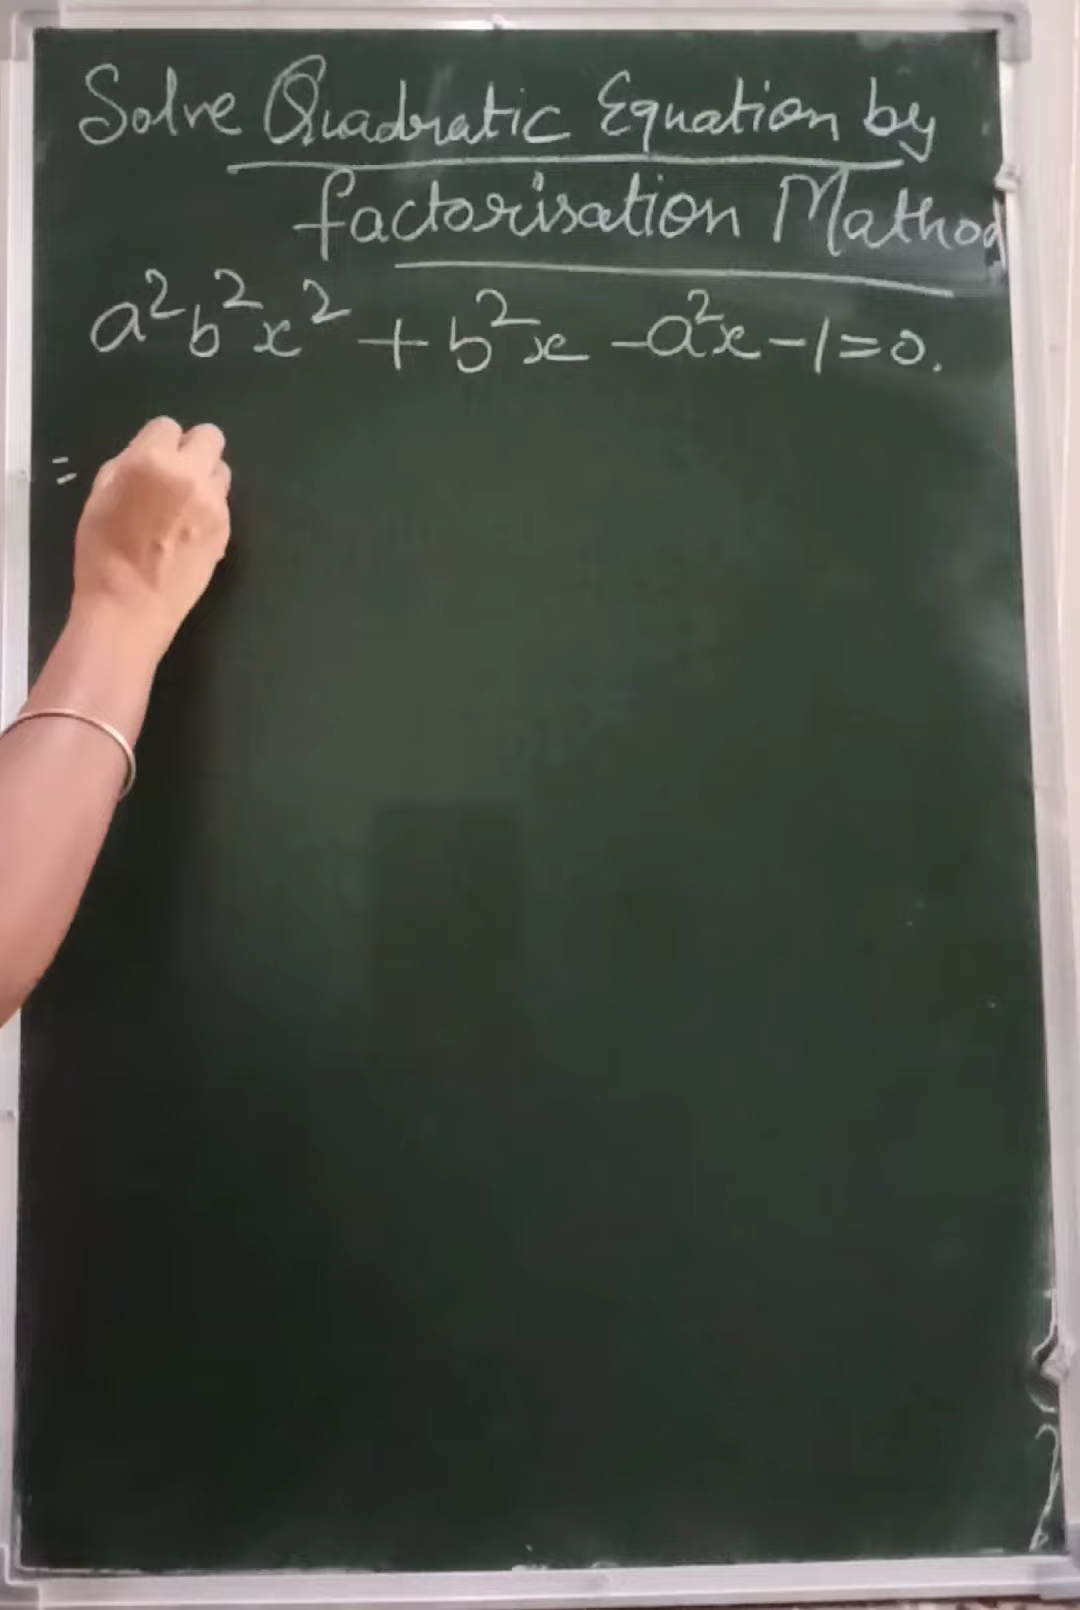 Solve Quadratic Equation by
factorisation Mathod
a²b²x² + b²x - a²x - 1 = 0.
=